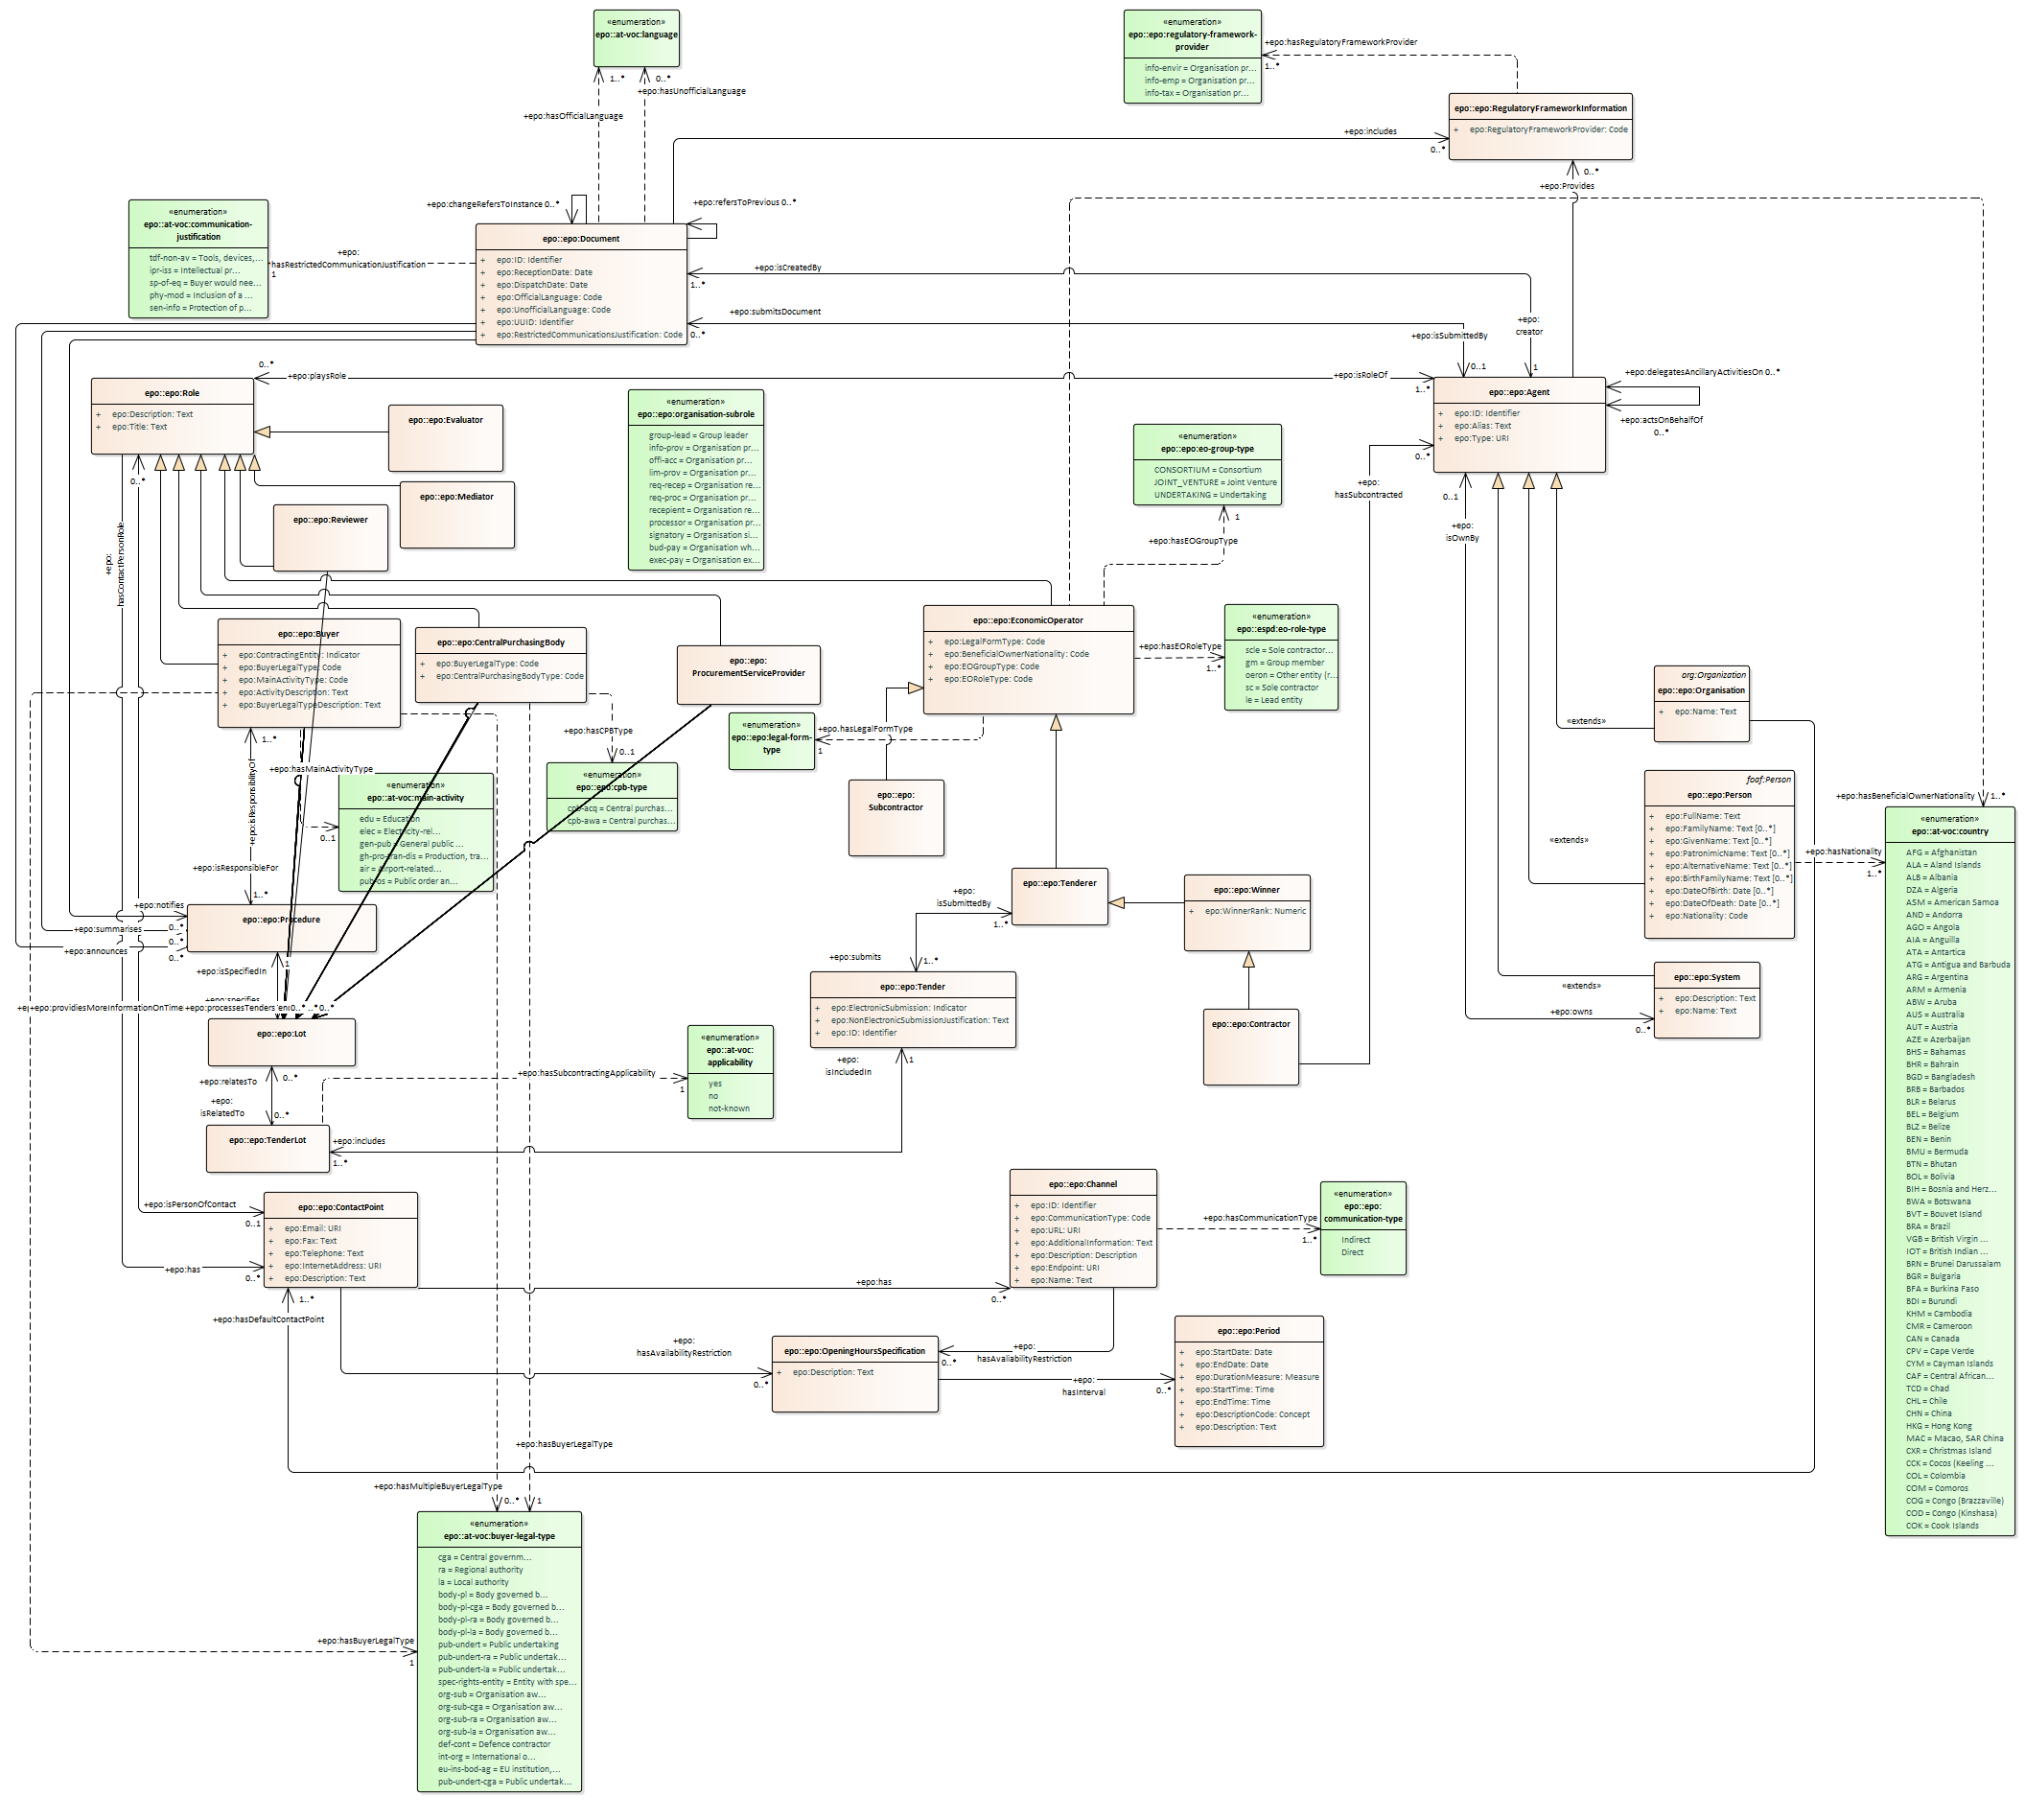 «enumeration»
epo::at-voc:language
1..*
0..*
+epo:hasUnofficialLanguage
+epo:hasOfficialLanguage
«enumeration»
epo::epo:regulatory-framework-
provider
info-envir = Organisation pr...
info-emp = Organisation pr...
info-tax = Organisation pr...
+epo:hasRegulatoryFrameworkProvider
1..*
epo::epo:RegulatoryFrameworkInformation
+ epo:RegulatoryFrameworkProvider: Code
+epo:includes
0..*
0..*
+epo:Provides
«enumeration»
epo::at-voc:communication-
justification
tdf-non-av = Tools, devices,...
ipr-iss = Intellectual pr...
sp-of-eq = Buyer would nee...
phy-mod = Inclusion of a ...
sen-info = Protection of p...
+epo:
hasRestrictedCommunicationJustification
1
+epo:changeRefersToInstance 0..*
+epo:refersToPrevious 0..*
epo::epo:Document
+ epo:ID: Identifier
+ epo:ReceptionDate: Date
+ epo:DispatchDate: Date
+ epo:OfficialLanguage: Code
+ epo:UnofficialLanguage: Code
+ epo:UUID: Identifier
+ epo:RestrictedCommunicationsJustification: Code
+epo:isCreatedBy
1..*
+epo:submitsDocument
0..*
+epo:isSubmittedBy
0..1
+epo:
creator
1
0..*
+epo:playsRole
+epo:isRoleOf
1..*
epo::epo:Role
+ epo:Description: Text
+ epo:Title: Text
epo::epo:Evaluator
epo::epo:Mediator
epo::epo:Reviewer
«enumeration»
epo::epo:organisation-subrole
group-lead = Group leader
info-prov = Organisation pr...
offl-acc = Organisation pr...
lim-prov = Organisation pr...
req-recep = Organisation re...
req-proc = Organisation pr...
recepient = Organisation re...
processor = Organisation pr...
signatory = Organisation si...
bud-pay = Organisation wh...
exec-pay = Organisation ex...
«enumeration»
epo::epo:eo-group-type
CONSORTIUM = Consortium
JOINT_VENTURE = Joint Venture
UNDERTAKING = Undertaking
1
+epo:hasEOGroupType
epo::epo:Agent
+ epo:ID: Identifier
+ epo:Alias: Text
+ epo:Type: URI
+epo:delegatesAncillaryActivitiesOn 0..*
+epo:actsOnBehalfOf
0..*
0..*
+epo:
hasSubcontracted
0..1
+epo:
isOwnBy
0..*
+epo:
hasContactPersonRole
epo::epo:Buyer
+ epo:ContractingEntity: Indicator
+ epo:BuyerLegalType: Code
+ epo:MainActivityType: Code
+ epo:ActivityDescription: Text
+ epo:BuyerLegalTypeDescription: Text
epo::epo:CentralPurchasingBody
+ epo:BuyerLegalType: Code
+ epo:CentralPurchasingBodyType: Code
epo::epo:
ProcurementServiceProvider
epo::epo:EconomicOperator
+ epo:LegalFormType: Code
+ epo:BeneficialOwnerNationality: Code
+ epo:EOGroupType: Code
+ epo:EORoleType: Code
+epo:hasEORoleType
1..*
«enumeration»
epo::espd:eo-role-type
scle = Sole contractor...
gm = Group member
oeron = Other entity (r...
sc = Sole contractor
le = Lead entity
org:Organization
epo::epo:Organisation
+ epo:Name: Text
«extends»
+epo:hasCPBType
0..1
«enumeration»
epo::epo:legal-form-
type
+epo.hasLegalFormType
1
«enumeration»
epo::epo:cpb-type
cpb-acq = Central purchas...
cpb-awa = Central purchas...
1..*
+epo:isResponsiblityOf
+epo:hasMainActivityType
0..1
«enumeration»
epo::at-voc:main-activity
edu = Education
elec = Electricity-rel...
gen-pub = General public ...
gh-pro-tran-dis = Production, tra...
air = Airport-related...
pub-os = Public order an...
epo::epo:
Subcontractor
foaf:Person
epo::epo:Person
+ epo:FullName: Text
+ epo:FamilyName: Text [0..*]
+ epo:GivenName: Text [0..*]
+ epo:PatronimicName: Text [0..*]
+ epo:AlternativeName: Text [0..*]
+ epo:BirthFamilyName: Text [0..*]
+ epo:DateOfBirth: Date [0..*]
+ epo:DateOfDeath: Date [0..*]
+ epo:Nationality: Code
«extends»
+epo:hasBeneficialOwnerNationality
1..*
+epo:hasNationality
1..*
«enumeration»
epo::at-voc:country
AFG = Afghanistan
ALA = Aland Islands
ALB = Albania
DZA = Algeria
ASM = American Samoa
AND = Andorra
AGO = Angola
AIA = Anguilla
ATA = Antartica
ATG = Antigua and Barbuda
ARG = Argentina
ARM = Armenia
ABW = Aruba
AUS = Australia
AUT = Austria
AZE = Azerbaijan
BHS = Bahamas
BHR = Bahrain
BGD = Bangladesh
BRB = Barbados
BLR = Belarus
BEL = Belgium
BLZ = Belize
BEN = Benin
BMU = Bermuda
BTN = Bhutan
BOL = Bolivia
BIH = Bosnia and Herz...
BWA = Botswana
BVT = Bouvet Island
BRA = Brazil
VGB = British Virgin ...
IOT = British Indian ...
BRN = Brunei Darussalam
BGR = Bulgaria
BFA = Burkina Faso
BDI = Burundi
KHM = Cambodia
CMR = Cameroon
CAN = Canada
CPV = Cape Verde
CYM = Cayman Islands
CAF = Central African...
TCD = Chad
CHL = Chile
CHN = China
HKG = Hong Kong
MAC = Macao, SAR China
CXR = Christmas Island
CCK = Cocos (Keeling ...
COL = Colombia
COM = Comoros
COG = Congo (Brazzaville)
COD = Congo (Kinshasa)
COK = Cook Islands
+epo:isResponsibleFor
1..*
+epo:notifies
0..*
+epo:summarises
0..*
+epo:announces
0..*
epo::epo:Procedure
+epo:isSpecifiedIn
1
+epo:specifies
+epo:providiesMoreInformationOnTime
+epo:processesTenders
0..*
epo::epo:Lot
epo::epo:Tenderer
epo::epo:Winner
+ epo:WinnerRank: Numeric
+epo:
isSubmittedBy
1..*
+epo:submits
1..*
epo::epo:Tender
+ epo:ElectronicSubmission: Indicator
+ epo:NonElectronicSubmissionJustification: Text
+ epo:ID: Identifier
epo::epo:Contractor
epo::epo:System
+ epo:Description: Text
+ epo:Name: Text
«extends»
+epo:owns
0..*
+epo:relatesTo
0..*
+epo:
isRelatedTo
0..*
+epo:hasSubcontractingApplicability
1
«enumeration»
epo::at-voc:
applicability
yes
no
not-known
+epo:
isIncludedIn
1
epo::epo:TenderLot
+epo:includes
1..*
+epo:isPersonOfContact
0..1
+epo:has
0..*
epo::epo:ContactPoint
+ epo:Email: URI
+ epo:Fax: Text
+ epo:Telephone: Text
+ epo:InternetAddress: URI
+ epo:Description: Text
epo::epo:Channel
+ epo:ID: Identifier
+ epo:CommunicationType: Code
+ epo:URL: URI
+ epo:AdditionalInformation: Text
+ epo:Description: Description
+ epo:Endpoint: URI
+ epo:Name: Text
+epo:hasCommunicationType
1..*
«enumeration»
epo::epo:
communication-type
Indirect
Direct
+epo:has
0..*
1..*
+epo:hasDefaultContactPoint
+epo:
hasAvailabilityRestriction
0..*
epo::epo:OpeningHoursSpecification
+ epo:Description: Text
+epo:
hasAvaliabilityRestriction
0..*
+epo:
hasInterval
0..*
epo::epo:Period
+ epo:StartDate: Date
+ epo:EndDate: Date
+ epo:DurationMeasure: Measure
+ epo:StartTime: Time
+ epo:EndTime: Time
+ epo:DescriptionCode: Concept
+ epo:Description: Text
+epo:hasBuyerLegalType
+epo:hasMultipleBuyerLegalType
0..*
1
«enumeration»
epo::at-voc:buyer-legal-type
cga = Central governm...
ra = Regional authority
la = Local authority
body-pl = Body governed b...
body-pl-cga = Body governed b...
body-pl-ra = Body governed b...
body-pl-la = Body governed b...
pub-undert = Public undertaking
pub-undert-ra = Public undertak...
pub-undert-la = Public undertak...
spec-rights-entity = Entity with spe...
org-sub = Organisation aw...
org-sub-cga = Organisation aw...
org-sub-ra = Organisation aw...
org-sub-la = Organisation aw...
def-cont = Defence contractor
int-org = International o...
eu-ins-bod-ag = EU institution,...
pub-undert-cga = Public undertak...
+epo:hasBuyerLegalType
1